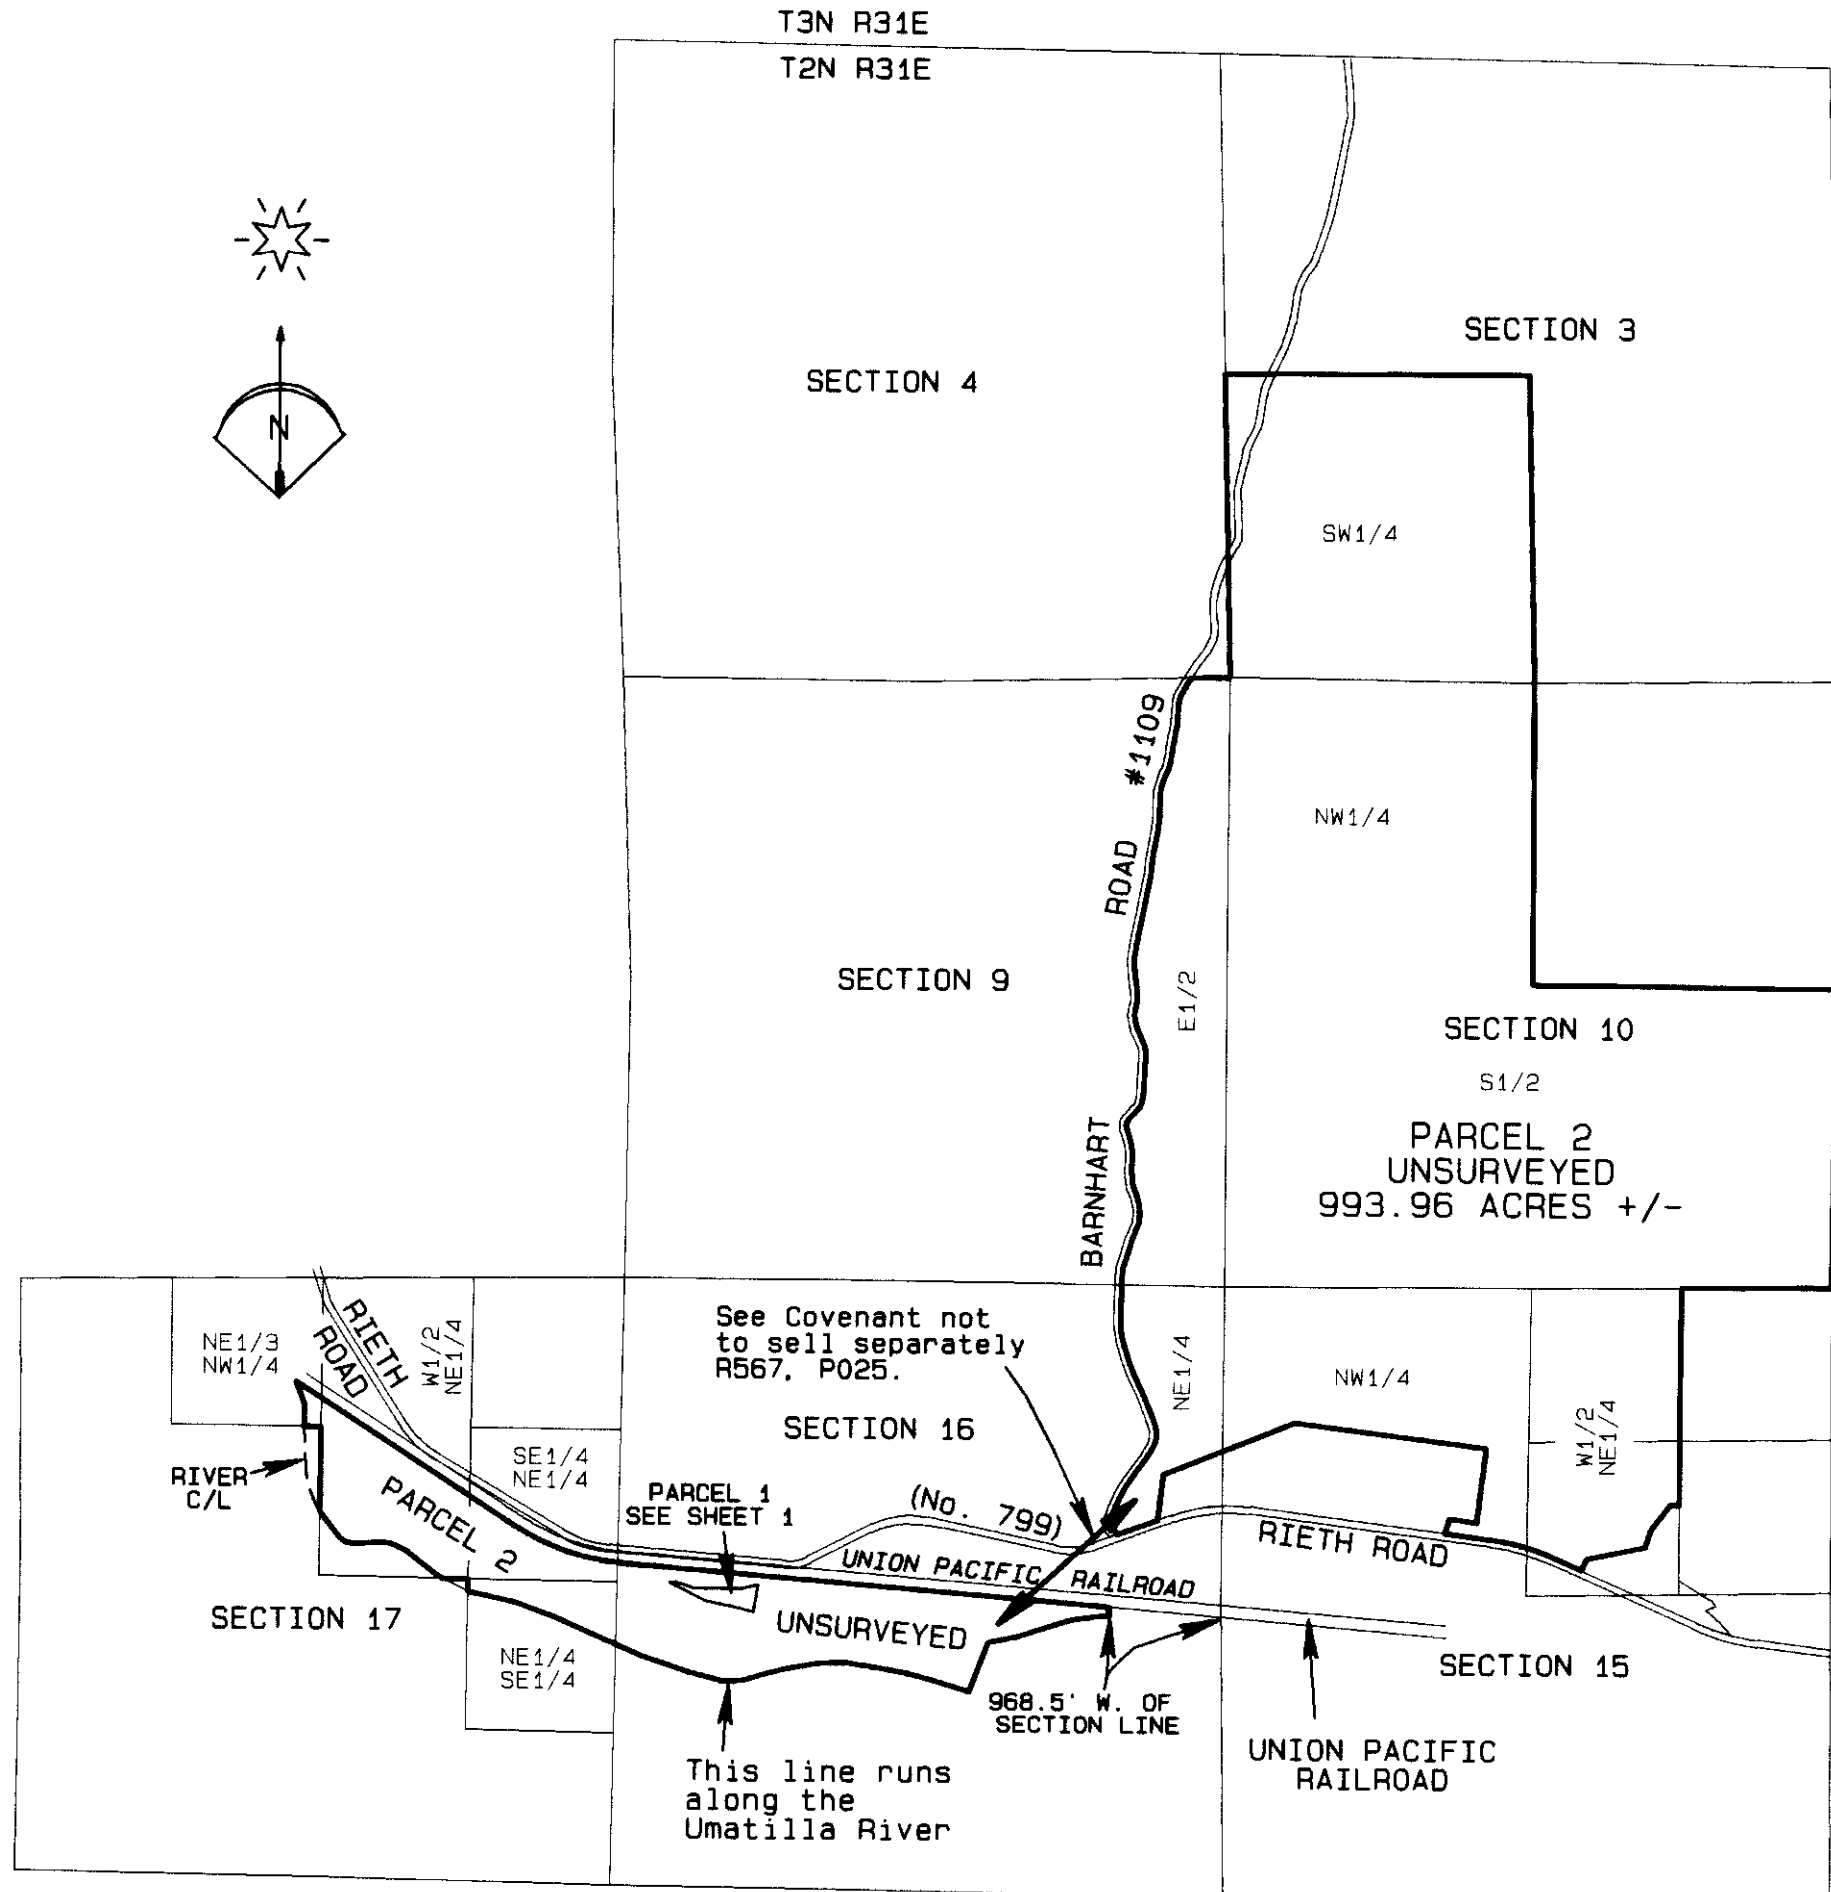 T3N R31E
T2N R31E
SECTION 3
SECTION 4
N
SW1/4
BARNHART ROAD #1109
NW1/4
SECTION 9
E1/2
SECTION 10
S1/2
PARCEL 2
UNSURVEYED
993.96 ACRES +/-
See Covenant not
to sell separately
R567, P025.
NE1/3
NW1/4
RIETH
ROAD
W1/2
NE1/4
NE1/4
NW1/4
W1/2
NE1/4
SECTION 16
SE1/4
NE1/4
RIVER
C/L
PARCEL 2
PARCEL 1
SEE SHEET 1
(No. 799)
RIETH ROAD
UNION PACIFIC RAILROAD
SECTION 17
UNSURVEYED
NE1/4
SE1/4
SECTION 15
968.5' W. OF
SECTION LINE
UNION PACIFIC
RAILROAD
This line runs
along the
Umatilla River